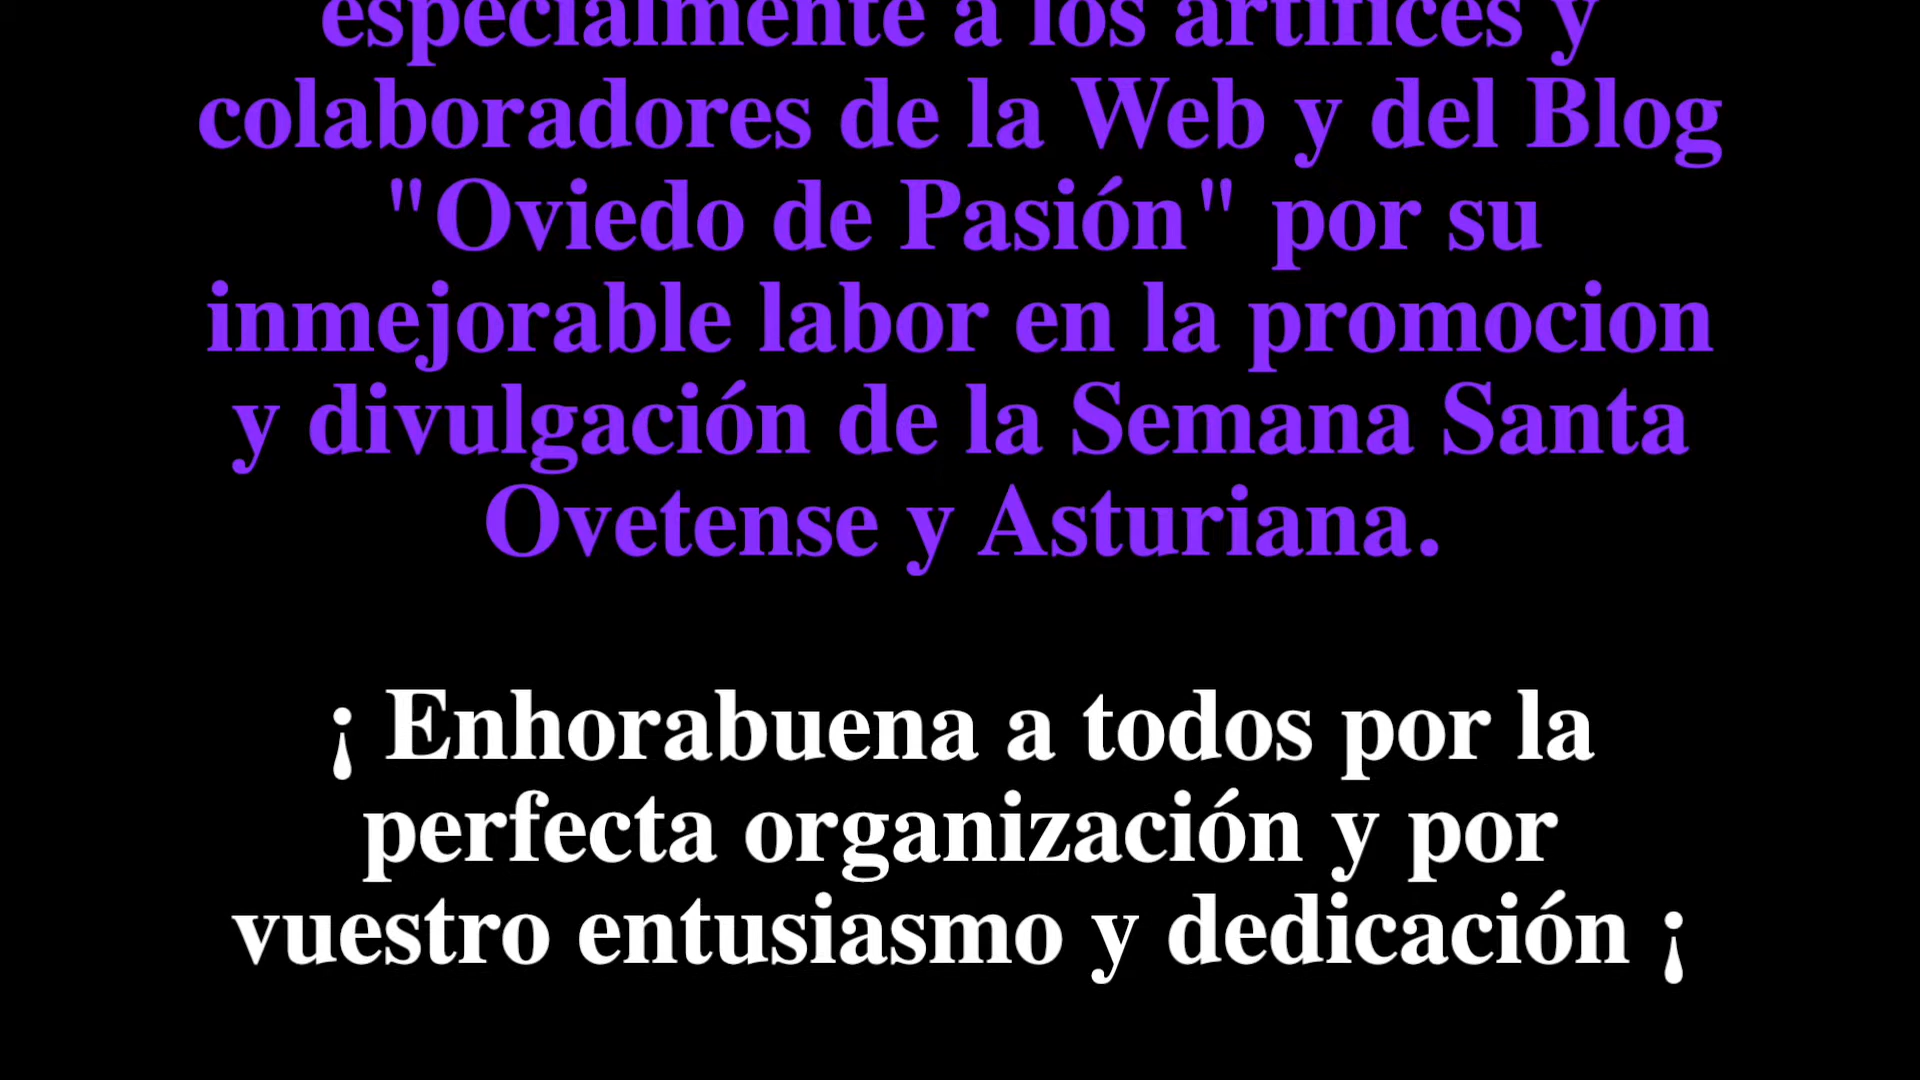 especialmente a los artifices y
colaboradores de la Web y del Blog
"Oviedo de Pasión" por su
inmejorable labor en la promocion
y divulgación de la Semana Santa
Ovetense y Asturiana.
¡ Enhorabuena a todos por la
perfecta organización y por
vuestro entusiasmo y dedicación ¡